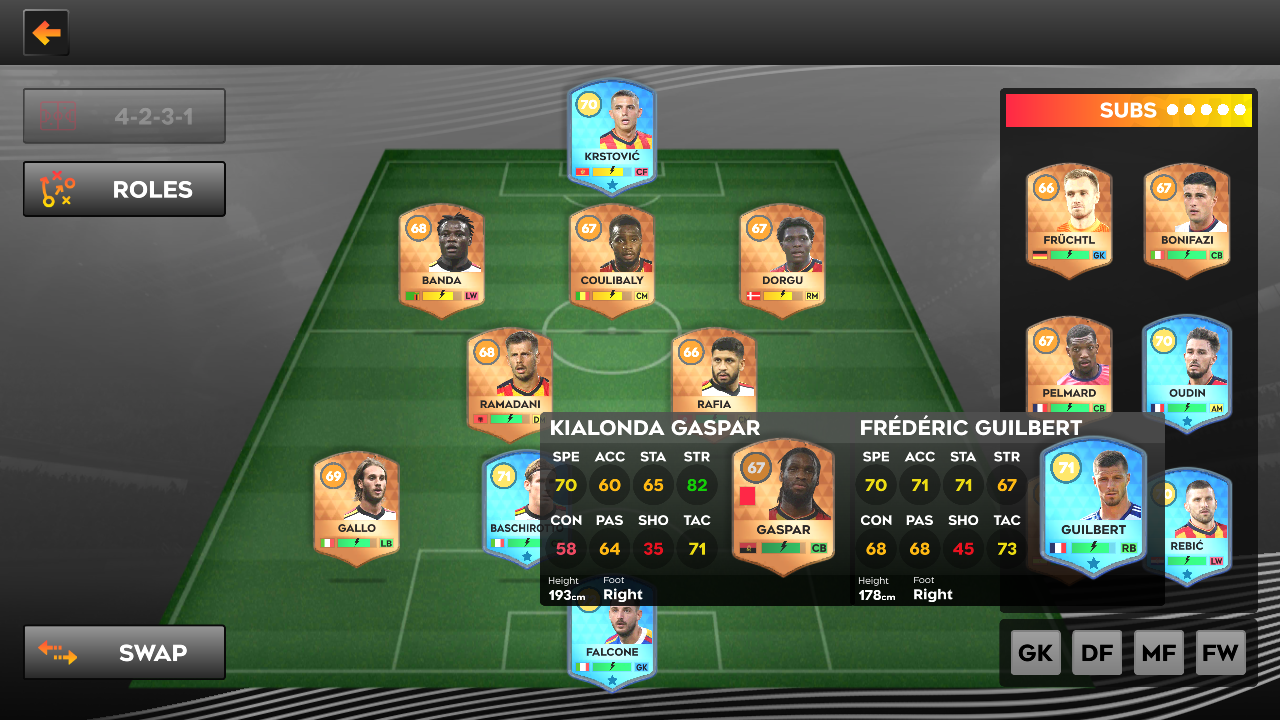 4-2-3-1
ROLES
70
KRSTOVIĆ
CF
68
BANDA
LW
67
COULIBALY
CM
67
DORGU
RM
68
RAMADANI
66
RAFIA
69
GALLO
LB
71
FALCONE
GK
KIALONDA GASPAR
SPE ACC STA STR
70 60 65 82
CON PAS SHO TAC
58 64 35 71
Height Foot
193cm Right
67
GASPAR
CB
FRÉDÉRIC GUILBERT
SPE ACC STA STR
70 71 71 67
CON PAS SHO TAC
68 68 45 73
Height Foot
178cm Right
71
GUILBERT
RB
SUBS
66
FRÜCHTL
GK
67
BONIFAZI
CB
67
PELMARD
CB
70
OUDIN
AM
REBIĆ
LW
SWAP
GK DF MF FW